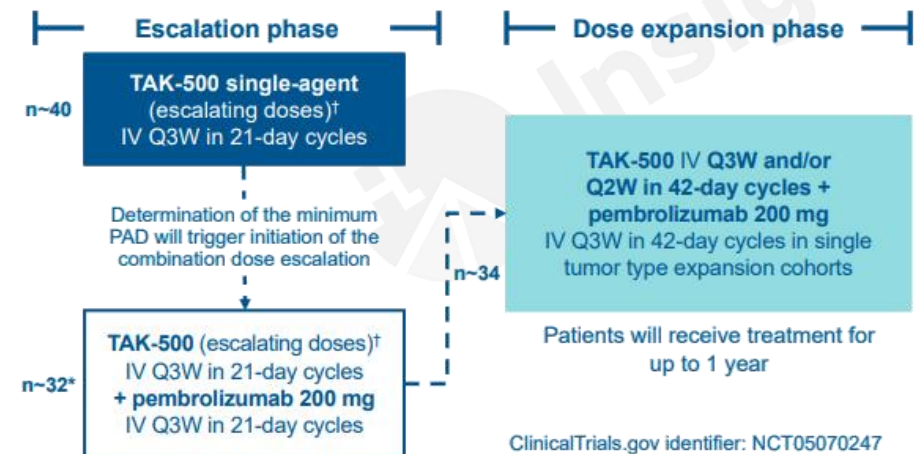 Escalation phase
TAK-500 single-agent
(escalating doses)†
IV Q3W in 21-day cycles
n~40
Determination of the minimum
PAD will trigger initiation of the
combination dose escalation
TAK-500 (escalating doses)†
IV Q3W in 21-day cycles
+ pembrolizumab 200 mg
IV Q3W in 21-day cycles
n~32*
n~34
Dose expansion phase
TAK-500 IV Q3W and/or
Q2W in 42-day cycles +
pembrolizumab 200 mg
IV Q3W in 42-day cycles in single
tumor type expansion cohorts
Patients will receive treatment for
up to 1 year
ClinicalTrials.gov identifier: NCT05070247